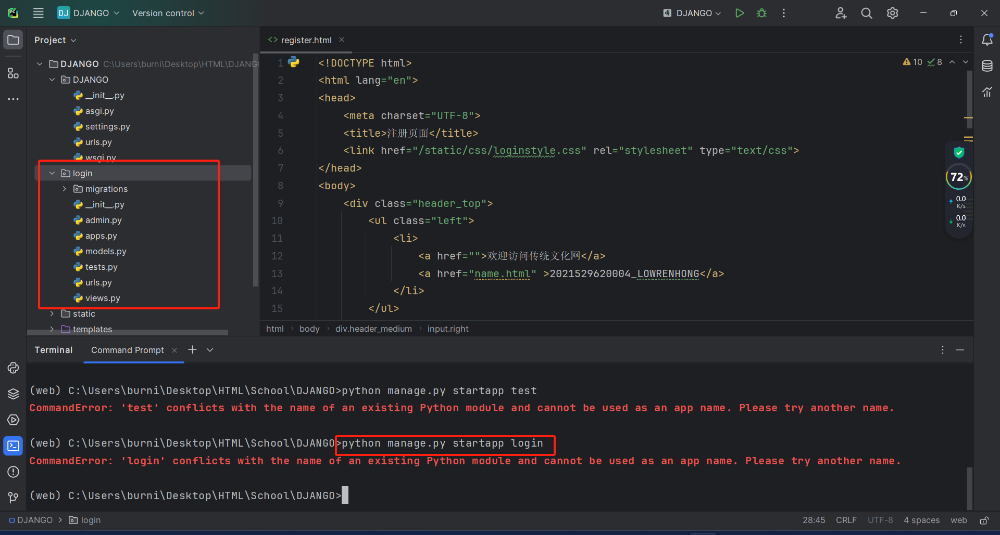 DJ DJANGO Version control
DJANGO
Project
DJANGO C:\Users\burni\Desktop\HTML\DJANG
DJANGO
__init__.py
asgi.py
settings.py
urls.py
wsgi.py
login
migrations
__init__.py
admin.py
apps.py
models.py
tests.py
urls.py
views.py
static
templates
register.html
10 8
1 <!DOCTYPE html>
2 <html lang="en">
3 <head>
4 <meta charset="UTF-8">
5 <title>注册页面</title>
6 <link href="/static/css/loginstyle.css" rel="stylesheet" type="text/css">
7 </head>
8 <body>
9 <div class="header_top">
10 <ul class="left">
11 <li>
12 <a href="">欢迎访问传统文化网</a>
13 <a href="name.html" >2021529620004_LOWRENHONG</a>
14 </li>
15 </ul>
html › body › div.header_medium › input.right
72%
0.0
K/s
0.0
K/s
Terminal Command Prompt
(web) C:\Users\burni\Desktop\HTML\School\DJANGO>python manage.py startapp test
CommandError: 'test' conflicts with the name of an existing Python module and cannot be used as an app name. Please try another name.
(web) C:\Users\burni\Desktop\HTML\School\DJANGO>python manage.py startapp login
CommandError: 'login' conflicts with the name of an existing Python module and cannot be used as an app name. Please try another name.
(web) C:\Users\burni\Desktop\HTML\School\DJANGO>
DJANGO > login
28:45 CRLF UTF-8 4 spaces web